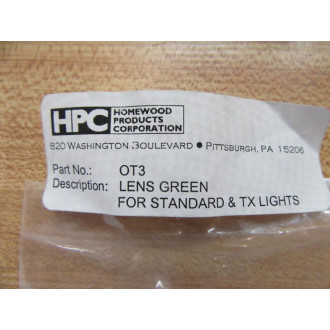 HPC HOMEWOOD
PRODUCTS
CORPORATION
820 WASHINGTON BOULEVARD • PITTSBURGH, PA 15206
Part No.: OT3
Description: LENS GREEN
FOR STANDARD & TX LIGHTS